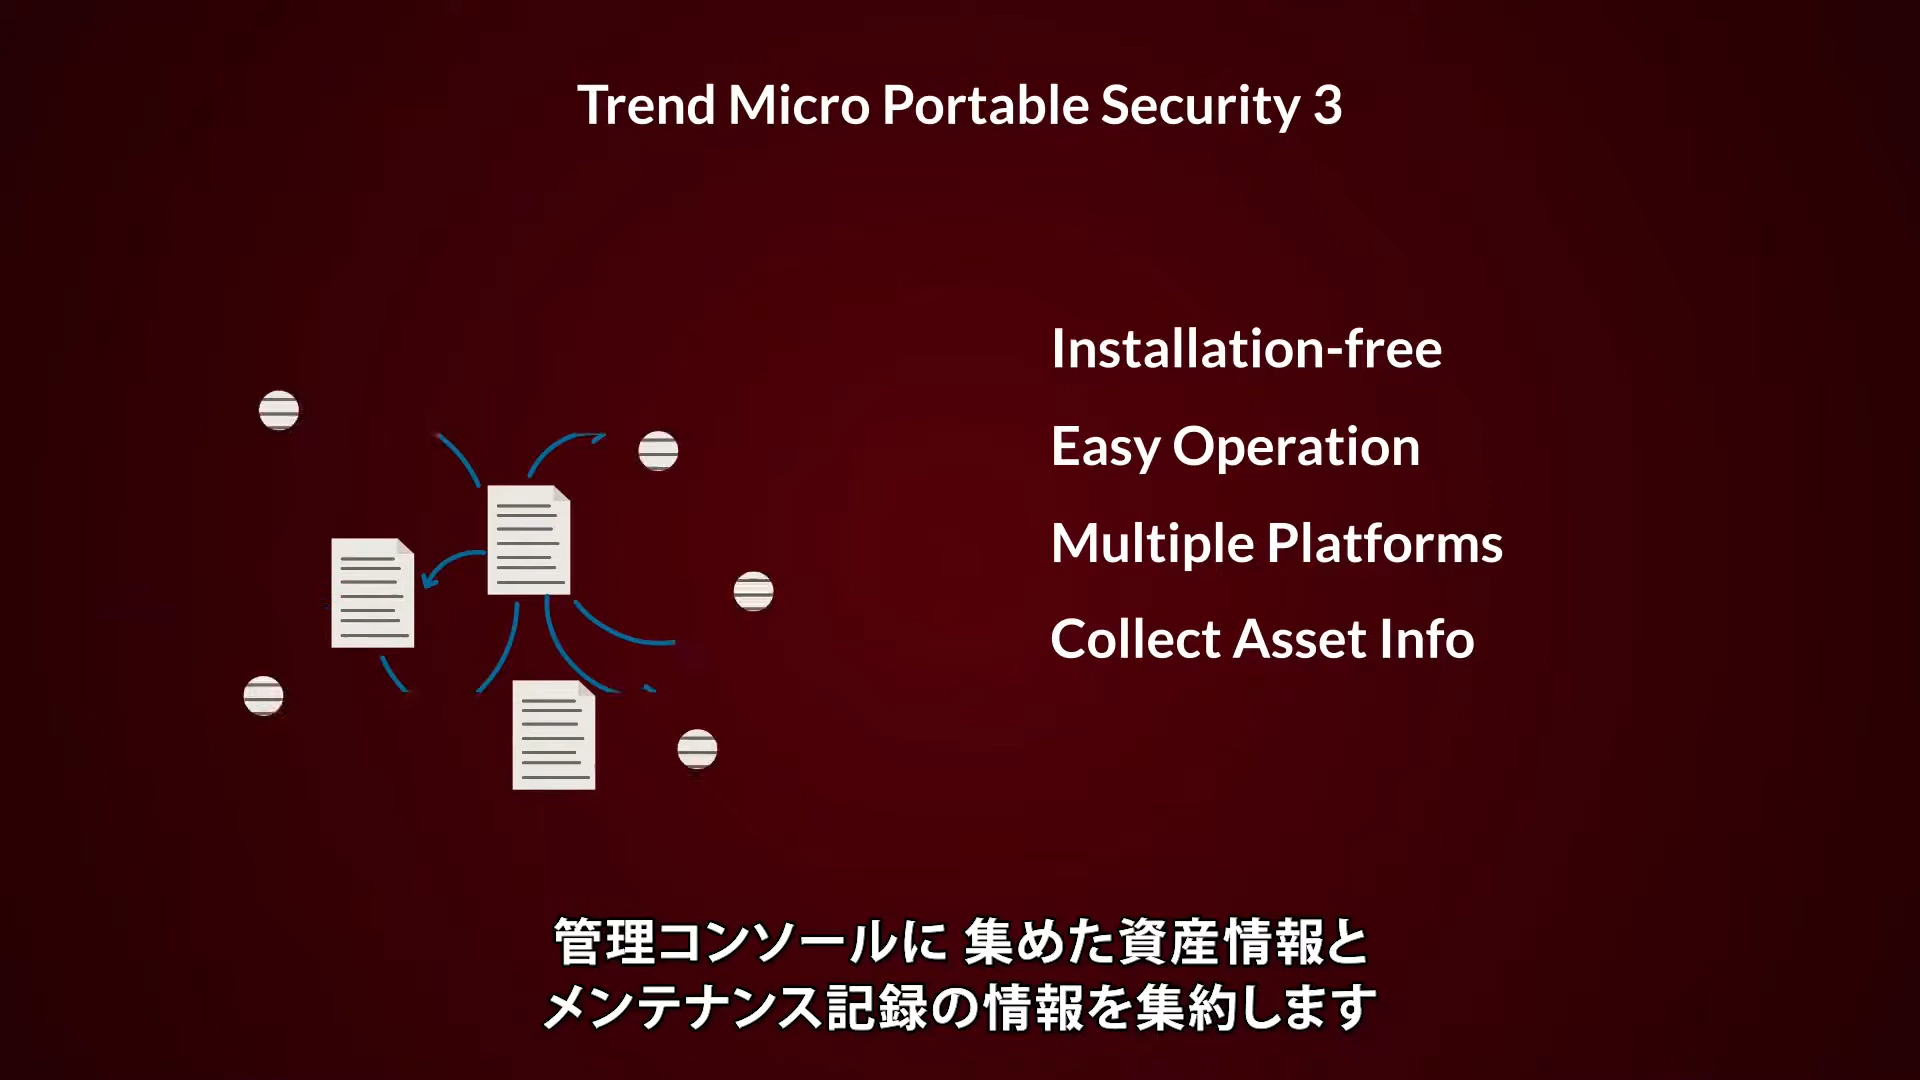 Trend Micro Portable Security 3
Installation-free
Easy Operation
Multiple Platforms
Collect Asset Info
管理コンソールに 集めた資産情報と
メンテナンス記録の情報を集約します